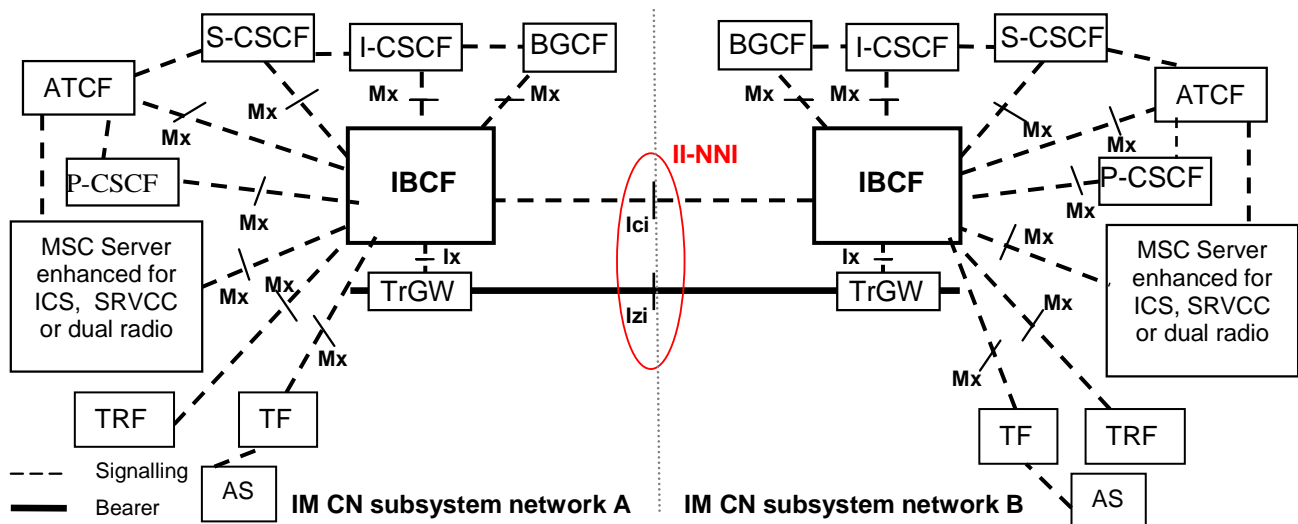 S-CSCF
I-CSCF
BGCF
ATCF
Mx
Mx
Mx
Mx
P-CSCF
IBCF
Mx
MSC Server
enhanced for
ICS, SRVCC
or dual radio
Mx
Mx
Mx
Ix
TrGW
TRF
TF
AS
Signalling
Bearer
IM CN subsystem network A
II-NNI
Ici
Izi
BGCF
I-CSCF
S-CSCF
ATCF
Mx
Mx
Mx
Mx
P-CSCF
IBCF
Mx
Mx
MSC Server
enhanced for
ICS, SRVCC
or dual radio
Ix
TrGW
Mx
Mx
TF
TRF
AS
IM CN subsystem network B